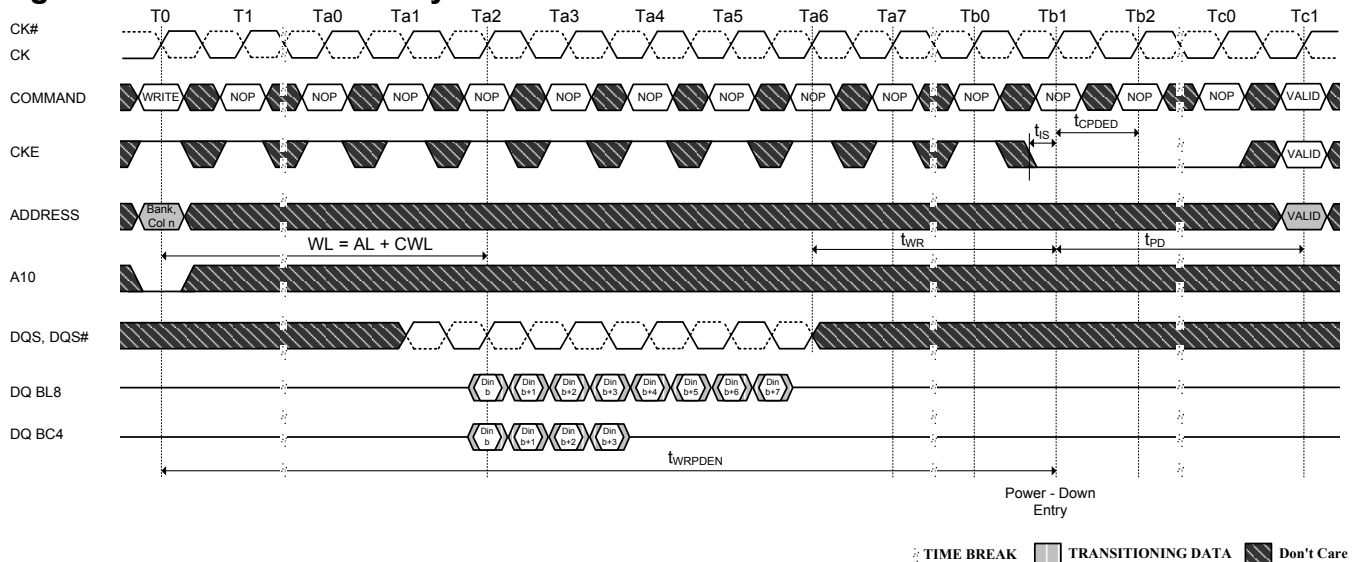 T0 T1 Ta0 Ta1 Ta2 Ta3 Ta4 Ta5 Ta6 Ta7 Tb0 Tb1 Tb2 Tc0 Tc1
CK#
CK
COMMAND WRITE NOP NOP NOP NOP NOP NOP NOP NOP NOP NOP NOP NOP NOP VALID
tIS tCPDED
CKE VALID
ADDRESS Bank, Col n VALID
WL = AL + CWL tWR tPD
A10
DQS, DQS#
DQ BL8 Din b Din b+1 Din b+2 Din b+3 Din b+4 Din b+5 Din b+6 Din b+7
DQ BC4 Din b Din b+1 Din b+2 Din b+3
tWRPDEN
Power - Down
Entry
TIME BREAK TRANSITIONING DATA Don't Care